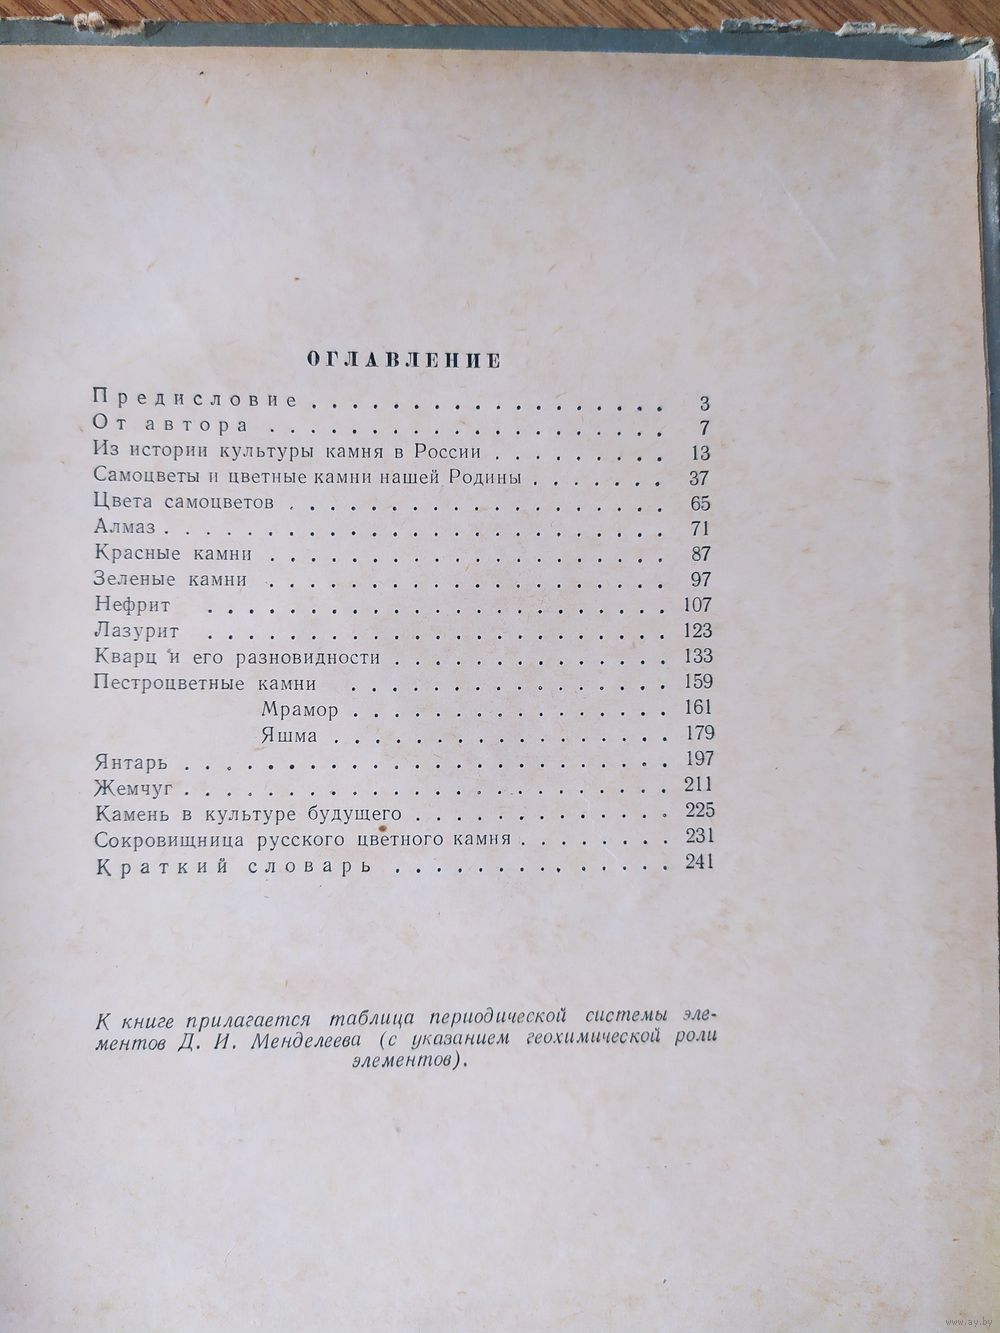 ОГЛАВЛЕНИЕ
Предисловие . . . . . . . . . . . . . . . . . . 3
От автора . . . . . . . . . . . . . . . . . . . . 7
Из истории культуры камня в России . . . . . . . . . 13
Самоцветы и цветные камни нашей Родины . . . . . . . 37
Цвета самоцветов . . . . . . . . . . . . . . . . . . . 65
Алмаз . . . . . . . . . . . . . . . . . . . . . . . . . 71
Красные камни . . . . . . . . . . . . . . . . . . . . 87
Зеленые камни . . . . . . . . . . . . . . . . . . . . 97
Нефрит . . . . . . . . . . . . . . . . . . . . . . . 107
Лазурит . . . . . . . . . . . . . . . . . . . . . . . 123
Кварц и его разновидности . . . . . . . . . . . . . . 133
Пестроцветные камни . . . . . . . . . . . . . . . . 159
Мрамор . . . . . . . . . . . . . . . . 161
Яшма . . . . . . . . . . . . . . . . . 179
Янтарь . . . . . . . . . . . . . . . . . . . . . . . . 197
Жемчуг . . . . . . . . . . . . . . . . . . . . . . . . 211
Камень в культуре будущего . . . . . . . . . . . . . 225
Сокровищница русского цветного камня . . . . . . . . 231
Краткий словарь . . . . . . . . . . . . . . 241
К книге прилагается таблица периодической системы эле-
ментов Д. И. Менделеева (с указанием геохимической роли
элементов).
www.ay.by